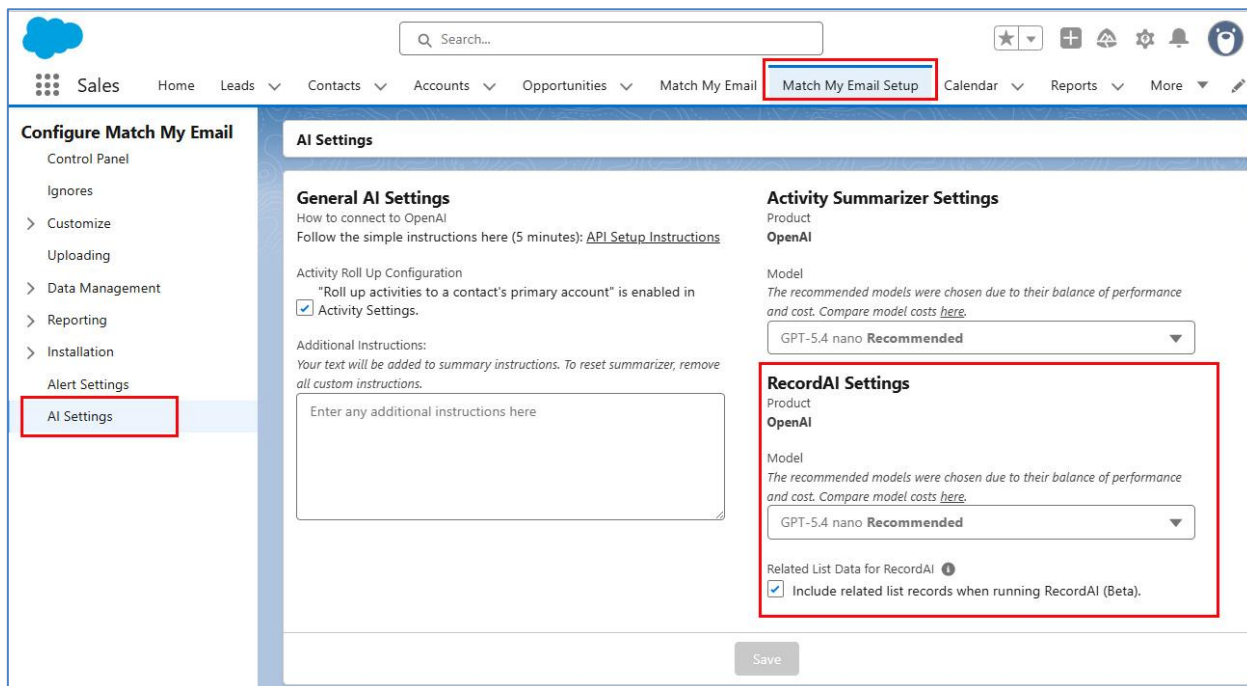 Search...
Sales
Home
Leads
Contacts
Accounts
Opportunities
Match My Email
Match My Email Setup
Calendar
Reports
More
Configure Match My Email
Control Panel
Ignores
Customize
Uploading
Data Management
Reporting
Installation
Alert Settings
AI Settings
AI Settings
General AI Settings
How to connect to OpenAI
Follow the simple instructions here (5 minutes): API Setup Instructions
Activity Roll Up Configuration
"Roll up activities to a contact's primary account" is enabled in
Activity Settings.
Additional Instructions:
Your text will be added to summary instructions. To reset summarizer, remove
all custom instructions.
Enter any additional instructions here
Activity Summarizer Settings
Product
OpenAI
Model
The recommended models were chosen due to their balance of performance
and cost. Compare model costs here.
GPT-5.4 nano Recommended
RecordAI Settings
Product
OpenAI
Model
The recommended models were chosen due to their balance of performance
and cost. Compare model costs here.
GPT-5.4 nano Recommended
Related List Data for RecordAI
Include related list records when running RecordAI (Beta).
Save